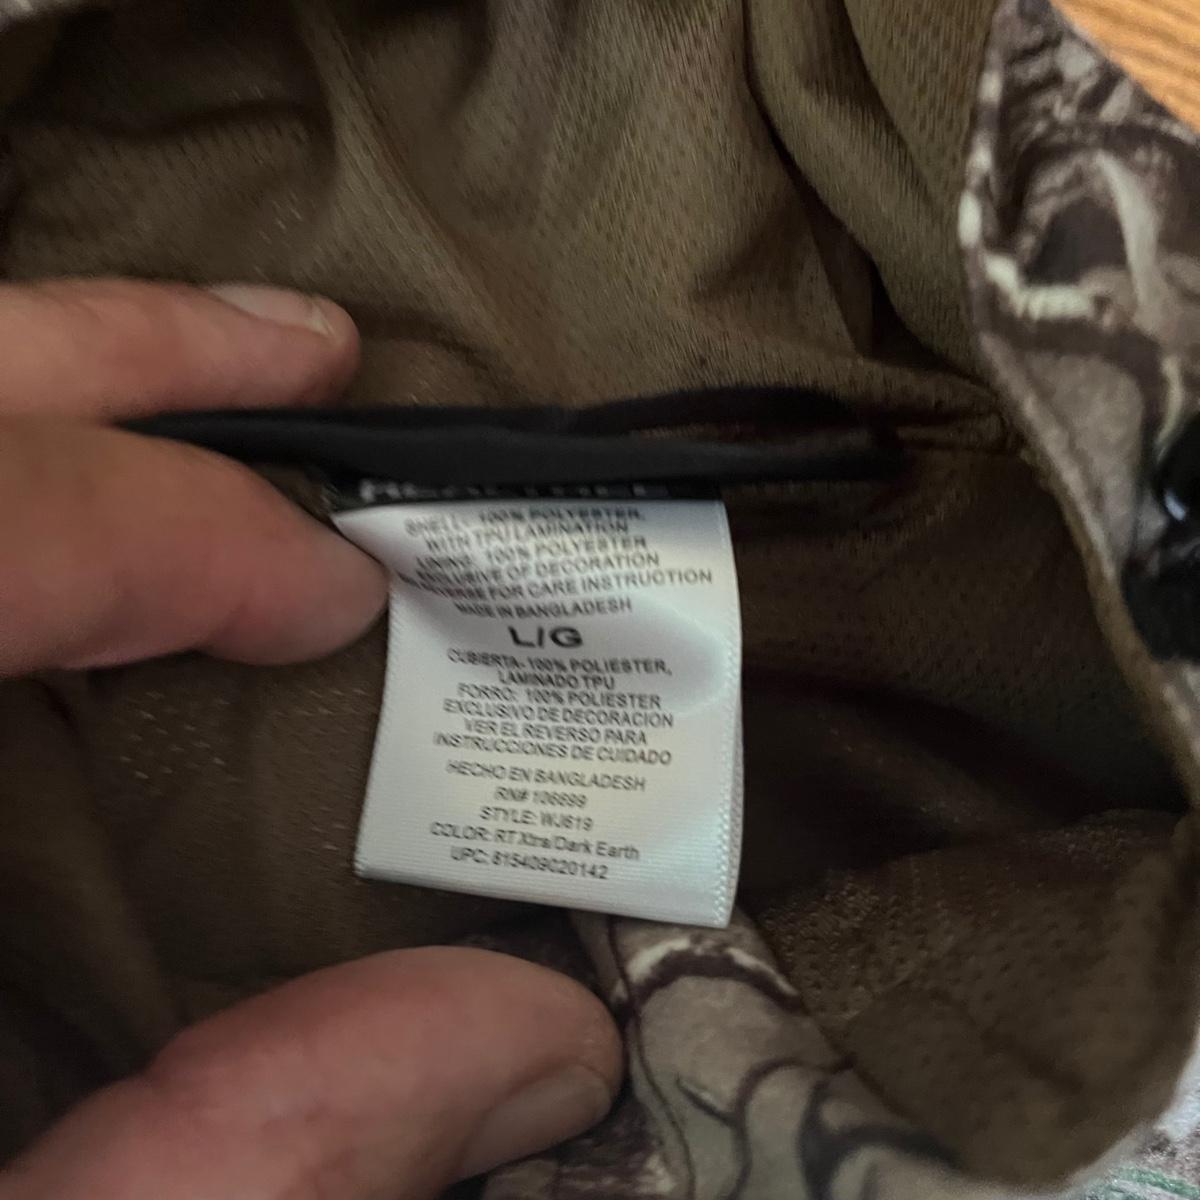 SHELL: 100% POLYESTER,
WITH TPU LAMINATION
LINING: 100% POLYESTER
EXCLUSIVE OF DECORATION
REVERSE FOR CARE INSTRUCTION
MADE IN BANGLADESH
L/G
CUBIERTA-100% POLIESTER,
LAMINADO TPU
FORRO: 100% POLIESTER
EXCLUSIVO DE DECORACION
VER EL REVERSO PARA
INSTRUCCIONES DE CUIDADO
HECHO EN BANGLADESH
RN# 106699
STYLE: WJ619
COLOR: RT Xtra/Dark Earth
UPC: 815409020142